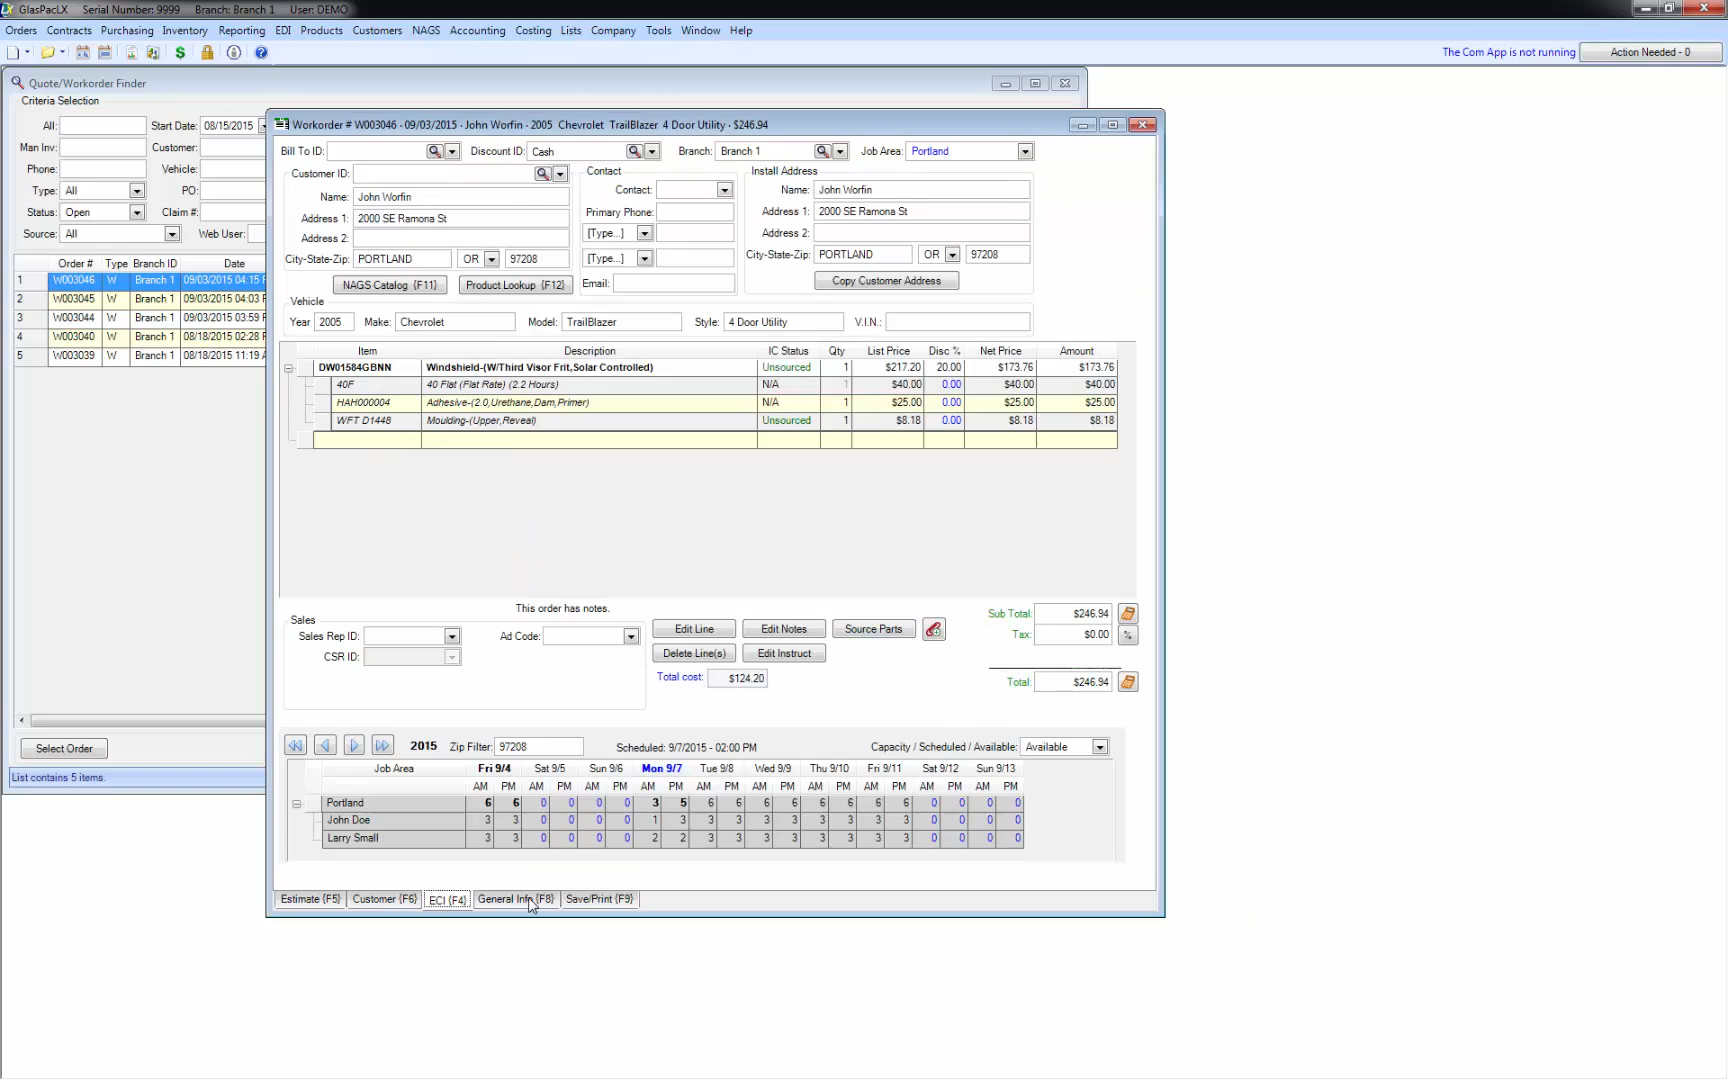 GlasPacLX Serial Number: 9999 Branch: Branch 1 User: DEMO
Orders Contracts Purchasing Inventory Reporting EDI Products Customers NAGS Accounting Costing Lists Company Tools Window Help
The Com App is not running Action Needed - 0
Quote/Workorder Finder
Criteria Selection
All: Start Date: 08/15/2015
Man Inv: Customer:
Phone: Vehicle:
Type: All PO:
Status: Open Claim #:
Source: All Web User:
Order # Type Branch ID Date
1 W003046 W Branch 1 09/03/2015 04:15
2 W003045 W Branch 1 09/03/2015 04:03
3 W003044 W Branch 1 09/03/2015 03:59
4 W003040 W Branch 1 08/18/2015 02:28
5 W003039 W Branch 1 08/18/2015 11:19
Select Order
List contains 5 items.
Workorder # W003046 - 09/03/2015 - John Worfin - 2005 Chevrolet TrailBlazer 4 Door Utility - $246.94
Bill To ID: Discount ID: Cash Branch: Branch 1 Job Area: Portland
Customer ID:
Name: John Worfin
Address 1: 2000 SE Ramona St
Address 2:
City-State-Zip: PORTLAND OR 97208
NAGS Catalog {F11} Product Lookup {F12}
Contact
Contact:
Primary Phone:
[Type...]
[Type...]
Email:
Install Address
Name: John Worfin
Address 1: 2000 SE Ramona St
Address 2:
City-State-Zip: PORTLAND OR 97208
Copy Customer Address
Vehicle
Year 2005 Make: Chevrolet Model: TrailBlazer Style: 4 Door Utility V.I.N.:
Item Description IC Status Qty List Price Disc % Net Price Amount
DW01584GBNN Windshield-(W/Third Visor Frit,Solar Controlled) Unsourced 1 $217.20 20.00 $173.76 $173.76
40F 40 Flat (Flat Rate) (2.2 Hours) N/A 1 $40.00 0.00 $40.00 $40.00
HAH000004 Adhesive-(2.0,Urethane,Dam,Primer) N/A 1 $25.00 0.00 $25.00 $25.00
WFT D1448 Moulding-(Upper,Reveal) Unsourced 1 $8.18 0.00 $8.18 $8.18
This order has notes.
Sales
Sales Rep ID: Ad Code:
CSR ID:
Edit Line Edit Notes Source Parts
Delete Line(s) Edit Instruct
Total cost: $124.20
Sub Total: $246.94
Tax: $0.00 %
Total: $246.94
2015 Zip Filter: 97208 Scheduled: 9/7/2015 - 02:00 PM Capacity / Scheduled / Available: Available
Job Area Fri 9/4 Sat 9/5 Sun 9/6 Mon 9/7 Tue 9/8 Wed 9/9 Thu 9/10 Fri 9/11 Sat 9/12 Sun 9/13
AM PM AM PM AM PM AM PM AM PM AM PM AM PM AM PM AM PM AM PM
Portland 6 6 0 0 0 0 3 5 6 6 6 6 6 6 6 6 0 0 0 0
John Doe 3 3 0 0 0 0 1 3 3 3 3 3 3 3 3 3 0 0 0 0
Larry Small 3 3 0 0 0 0 2 2 3 3 3 3 3 3 3 3 0 0 0 0
Estimate {F5} Customer {F6} ECI {F4} General Info {F8} Save/Print {F9}